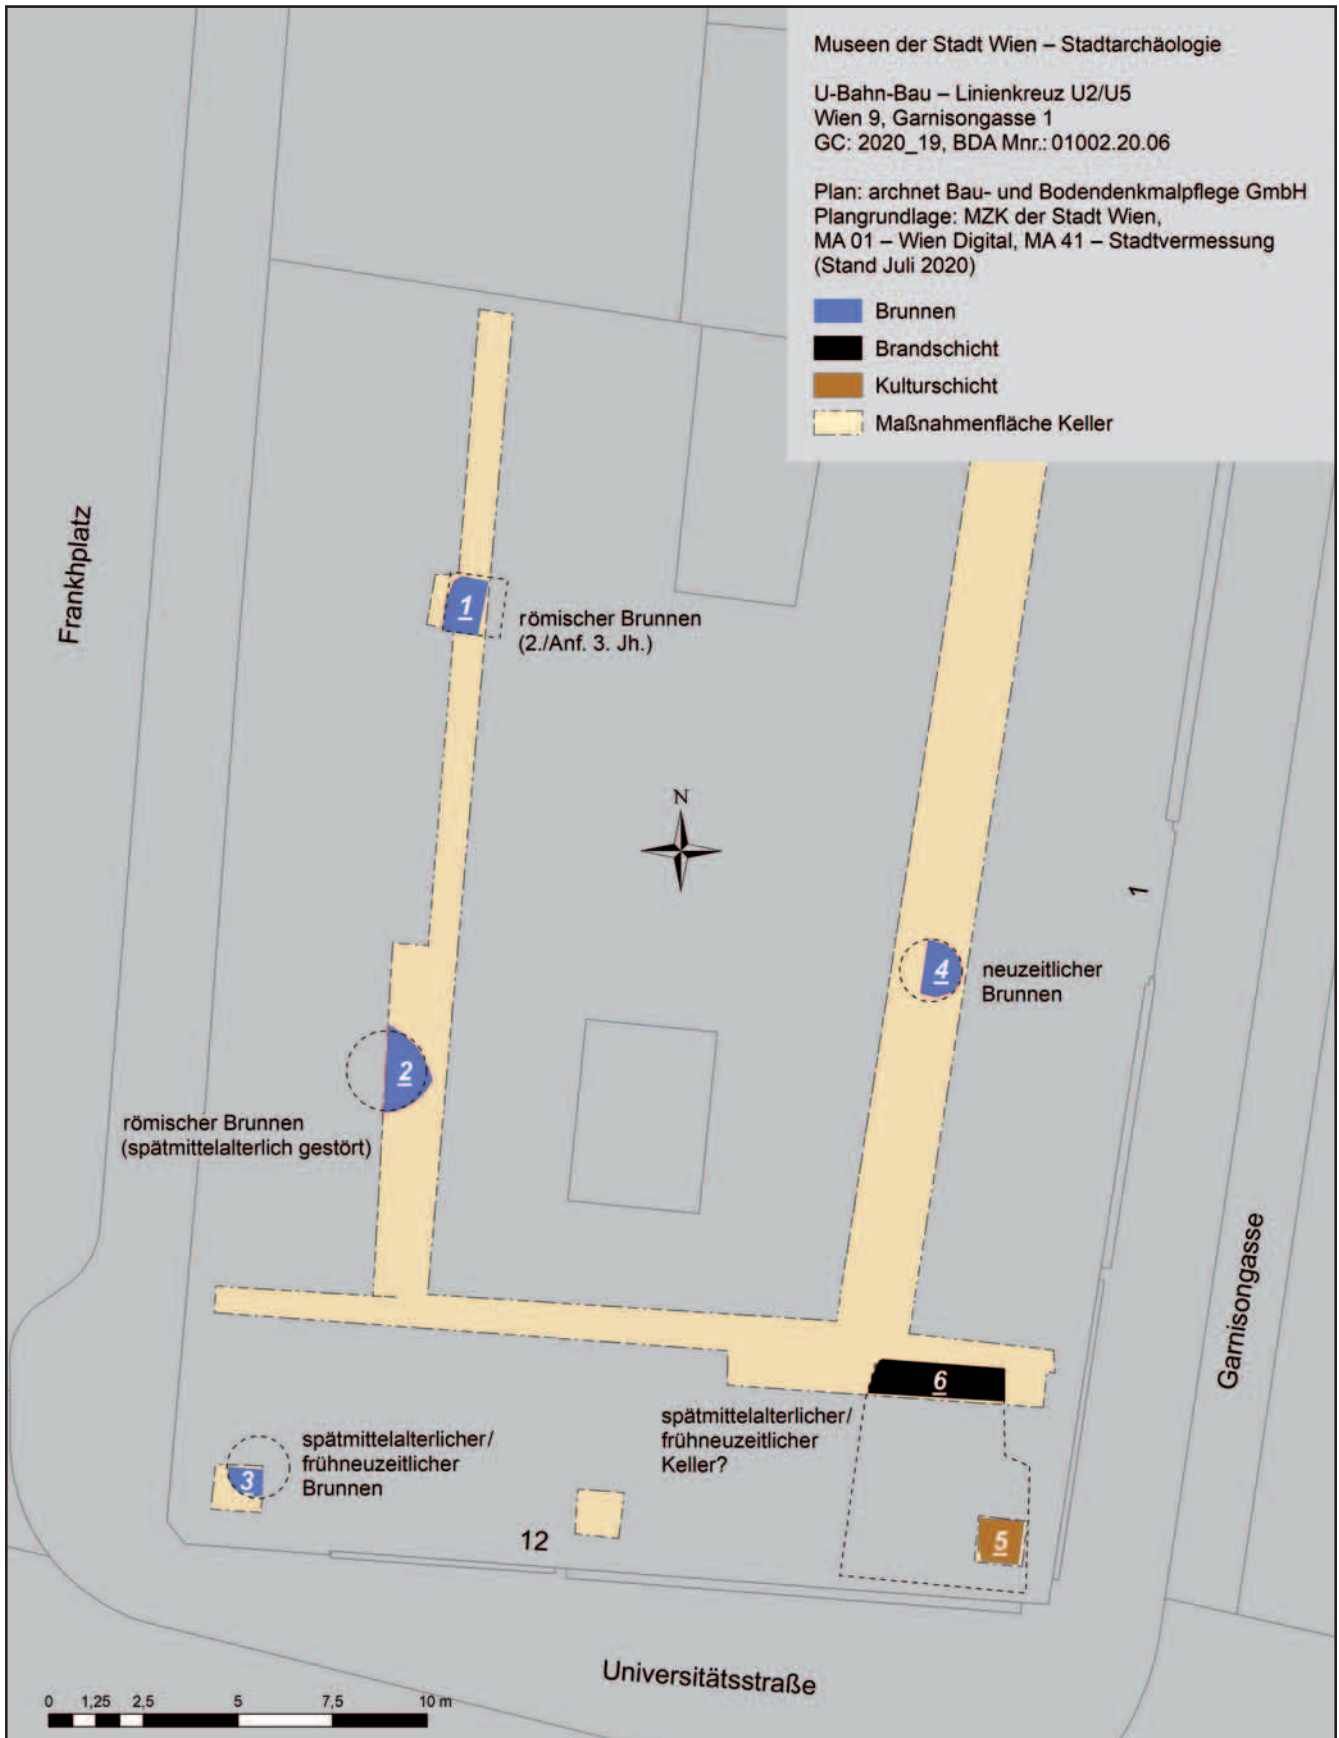 Museen der Stadt Wien – Stadtarchäologie
U-Bahn-Bau – Linienkreuz U2/U5
Wien 9, Garnisongasse 1
GC: 2020_19, BDA Mnr.: 01002.20.06
Plan: archnet Bau- und Bodendenkmalpflege GmbH
Plangrundlage: MZK der Stadt Wien,
MA 01 – Wien Digital, MA 41 – Stadtvermessung
(Stand Juli 2020)
Brunnen
Brandschicht
Kulturschicht
Maßnahmenfläche Keller
Frankhplatz
1
römischer Brunnen
(2./Anf. 3. Jh.)
N
1
4
neuzeitlicher
Brunnen
2
römischer Brunnen
(spätmittelalterlich gestört)
Garnisongasse
6
spätmittelalterlicher/
frühneuzeitlicher
Keller?
3
spätmittelalterlicher/
frühneuzeitlicher
Brunnen
12
5
Universitätsstraße
0 1,25 2,5 5 7,5 10 m